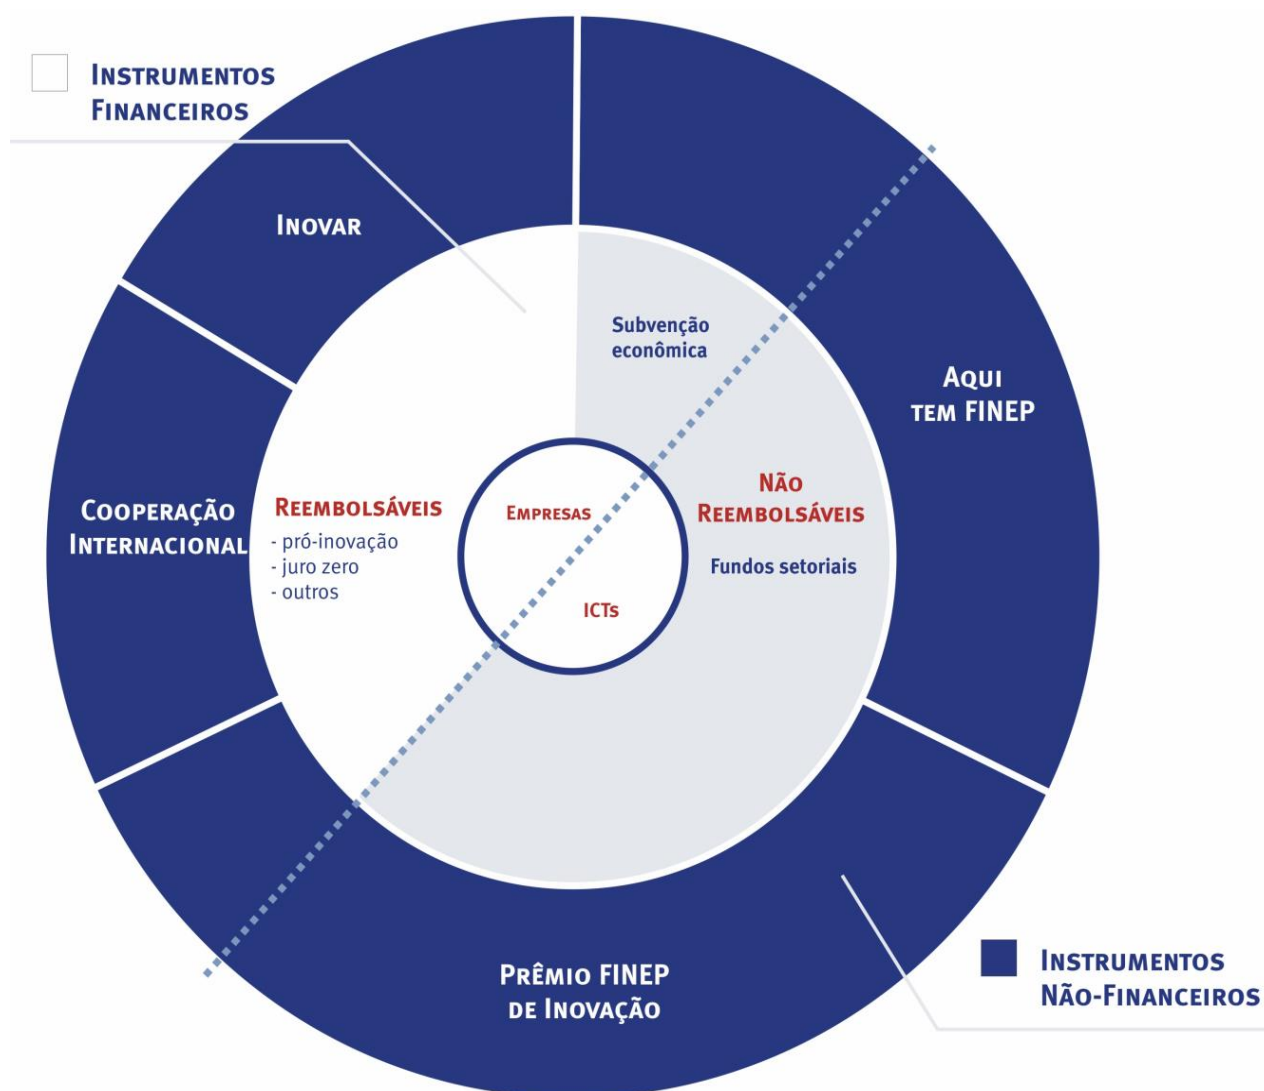 Instrumentos
Financeiros
Inovar
Subvenção
econômica
Aqui
tem FINEP
Cooperação
Internacional
Reembolsáveis
- pró-inovação
- juro zero
- outros
Empresas
ICTs
Não
Reembolsáveis
Fundos setoriais
Prêmio FINEP
de Inovação
Instrumentos
Não-Financeiros